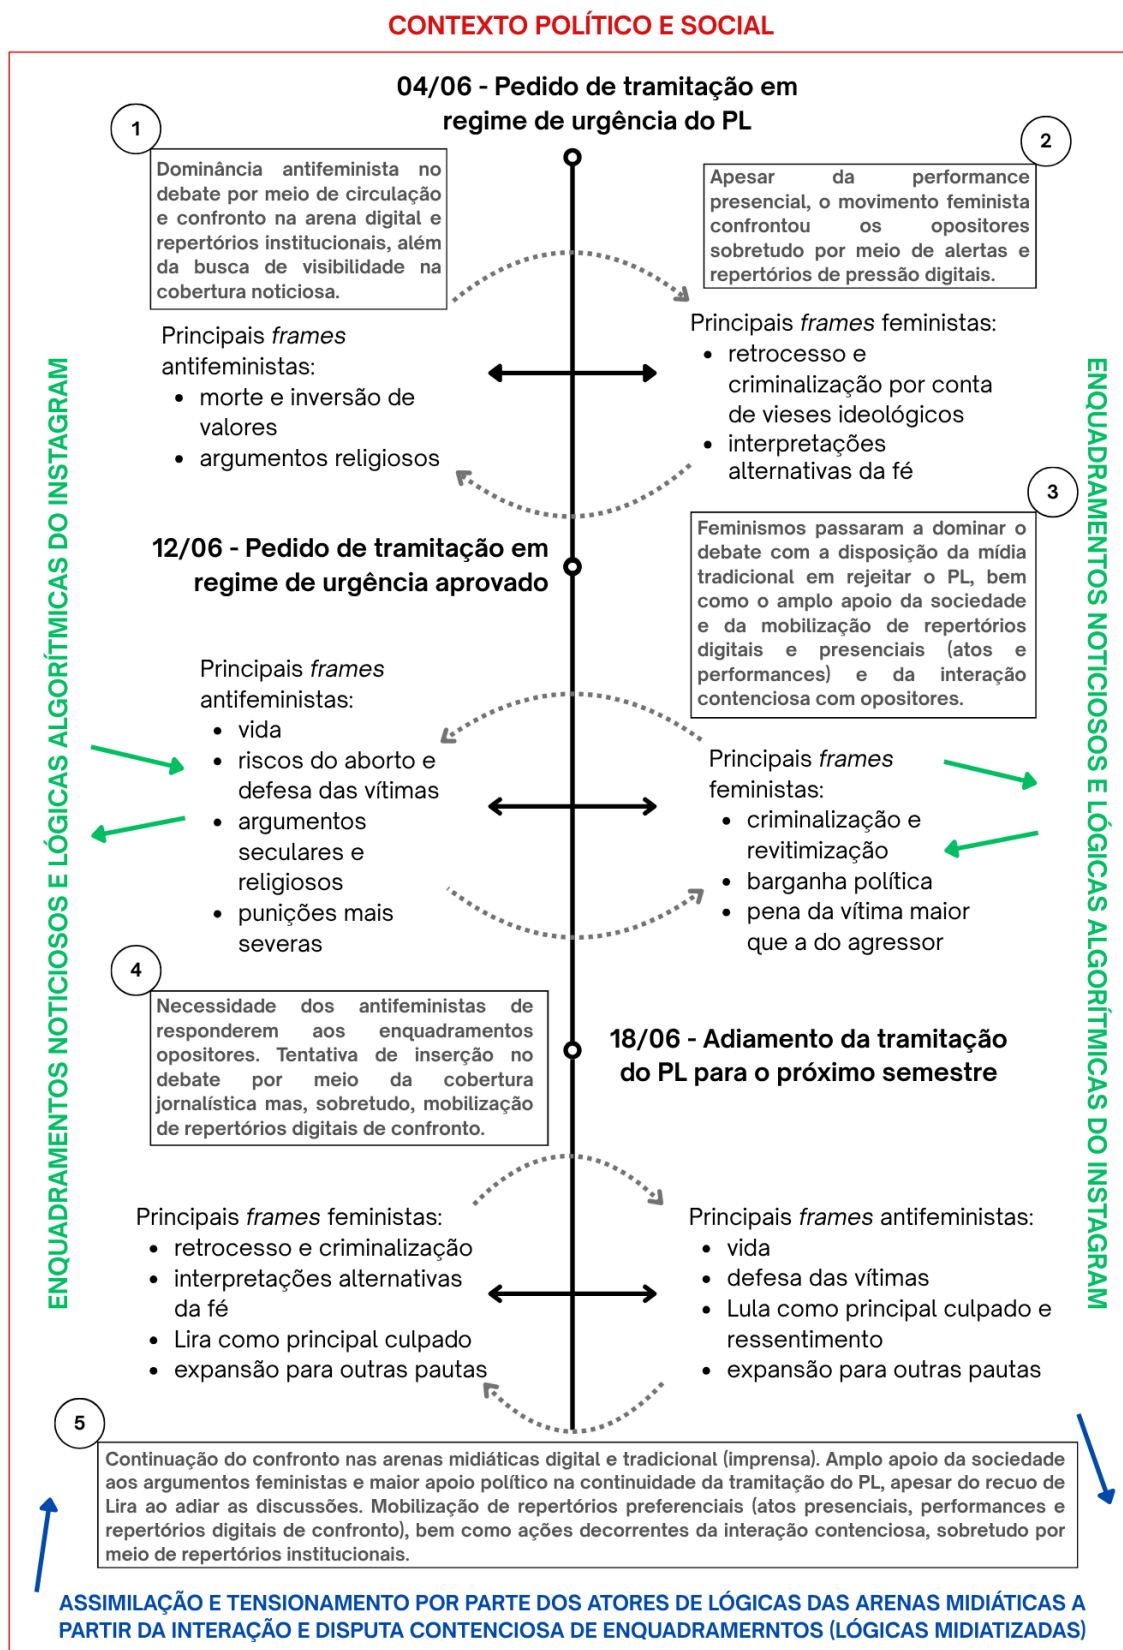 CONTEXTO POLÍTICO E SOCIAL
04/06 - Pedido de tramitação em
regime de urgência do PL
1
Dominância antifeminista no
debate por meio de circulação
e confronto na arena digital e
repertórios institucionais, além
da busca de visibilidade na
cobertura noticiosa.
2
Apesar da performance
presencial, o movimento feminista
confrontou os opositores
sobretudo por meio de alertas e
repertórios de pressão digitais.
Principais frames
antifeministas:
• morte e inversão de
valores
• argumentos religiosos
Principais frames feministas:
• retrocesso e
criminalização por conta
de vieses ideológicos
• interpretações
alternativas da fé
12/06 - Pedido de tramitação em
regime de urgência aprovado
3
Feminismos passaram a dominar o
debate com a disposição da mídia
tradicional em rejeitar o PL, bem
como o amplo apoio da sociedade
e da mobilização de repertórios
digitais e presenciais (atos e
performances) e da interação
contenciosa com opositores.
Principais frames
antifeministas:
• vida
• riscos do aborto e
defesa das vítimas
• argumentos
seculares e
religiosos
• punições mais
severas
Principais frames
feministas:
• criminalização e
revitimização
• barganha política
• pena da vítima maior
que a do agressor
4
Necessidade dos antifeministas de
responderem aos enquadramentos
opositores. Tentativa de inserção no
debate por meio da cobertura
jornalística mas, sobretudo, mobilização
de repertórios digitais de confronto.
18/06 - Adiamento da tramitação
do PL para o próximo semestre
Principais frames feministas:
• retrocesso e criminalização
• interpretações alternativas
da fé
• Lira como principal culpado
• expansão para outras pautas
Principais frames antifeministas:
• vida
• defesa das vítimas
• Lula como principal culpado e
ressentimento
• expansão para outras pautas
5
Continuação do confronto nas arenas midiáticas digital e tradicional (imprensa). Amplo apoio da sociedade
aos argumentos feministas e maior apoio político na continuidade da tramitação do PL, apesar do recuo de
Lira ao adiar as discussões. Mobilização de repertórios preferenciais (atos presenciais, performances e
repertórios digitais de confronto), bem como ações decorrentes da interação contenciosa, sobretudo por
meio de repertórios institucionais.
ENQUADRAMENTOS NOTICIOSOS E LÓGICAS ALGORÍTMICAS DO INSTAGRAM
ENQUADRAMENTOS NOTICIOSOS E LÓGICAS ALGORÍTMICAS DO INSTAGRAM
ASSIMILAÇÃO E TENSIONAMENTO POR PARTE DOS ATORES DE LÓGICAS DAS ARENAS MIDIÁTICAS A
PARTIR DA INTERAÇÃO E DISPUTA CONTENCIOSA DE ENQUADRAMERNTOS (LÓGICAS MIDIATIZADAS)